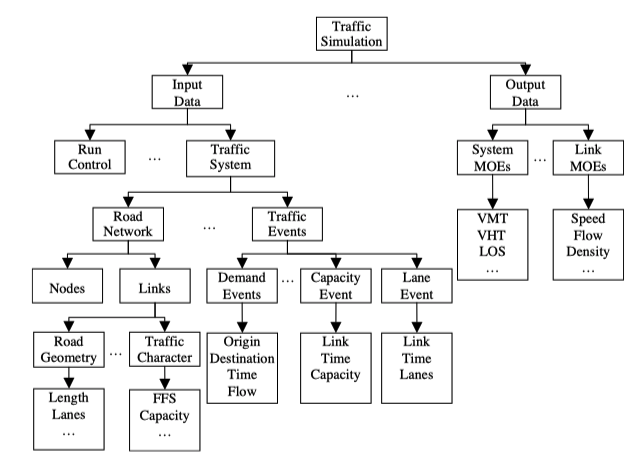 Traffic
Simulation
Input
Data
...
Output
Data
Run
Control
...
Traffic
System
System
MOEs
...
Link
MOEs
Road
Network
...
Traffic
Events
VMT
VHT
LOS
...
Speed
Flow
Density
...
Nodes
Links
Demand
Events
...
Capacity
Event
Lane
Event
Road
Geometry
...
Traffic
Character
Origin
Destination
Time
Flow
Link
Time
Capacity
Link
Time
Lanes
Length
Lanes
...
FFS
Capacity
...